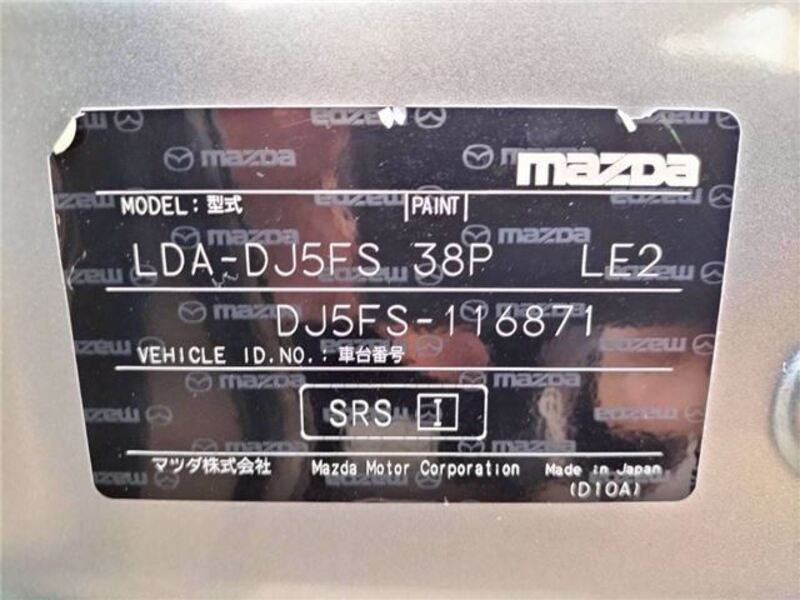 mazda
MODEL: 型式 PAINT
LDA-DJ5FS 38P LE2
DJ5FS-116871
VEHICLE ID.NO.: 車台番号
SRS I
マツダ株式会社 Mazda Motor Corporation Made in Japan
(D10A)